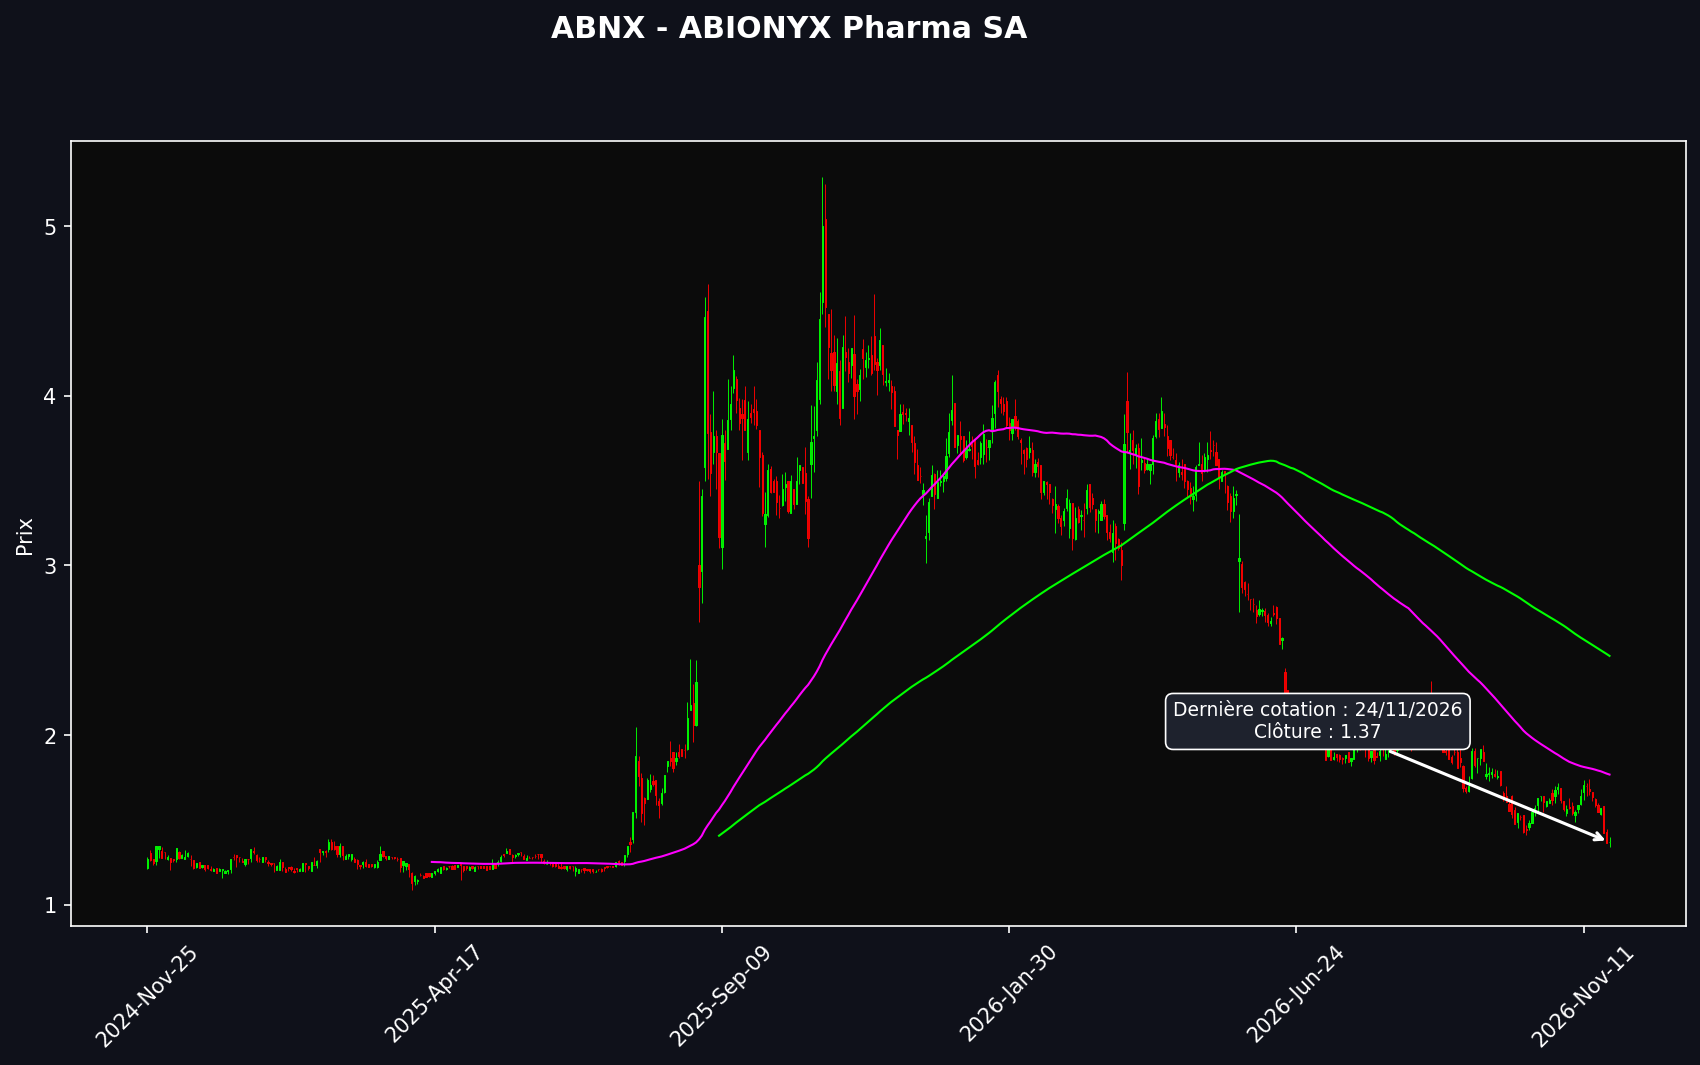 ABNX - ABIONYX Pharma SA
Prix
5
4
3
2
1
Dernière cotation : 24/11/2026
Clôture : 1.37
2024-Nov-25
2025-Apr-17
2025-Sep-09
2026-Jan-30
2026-Jun-24
2026-Nov-11